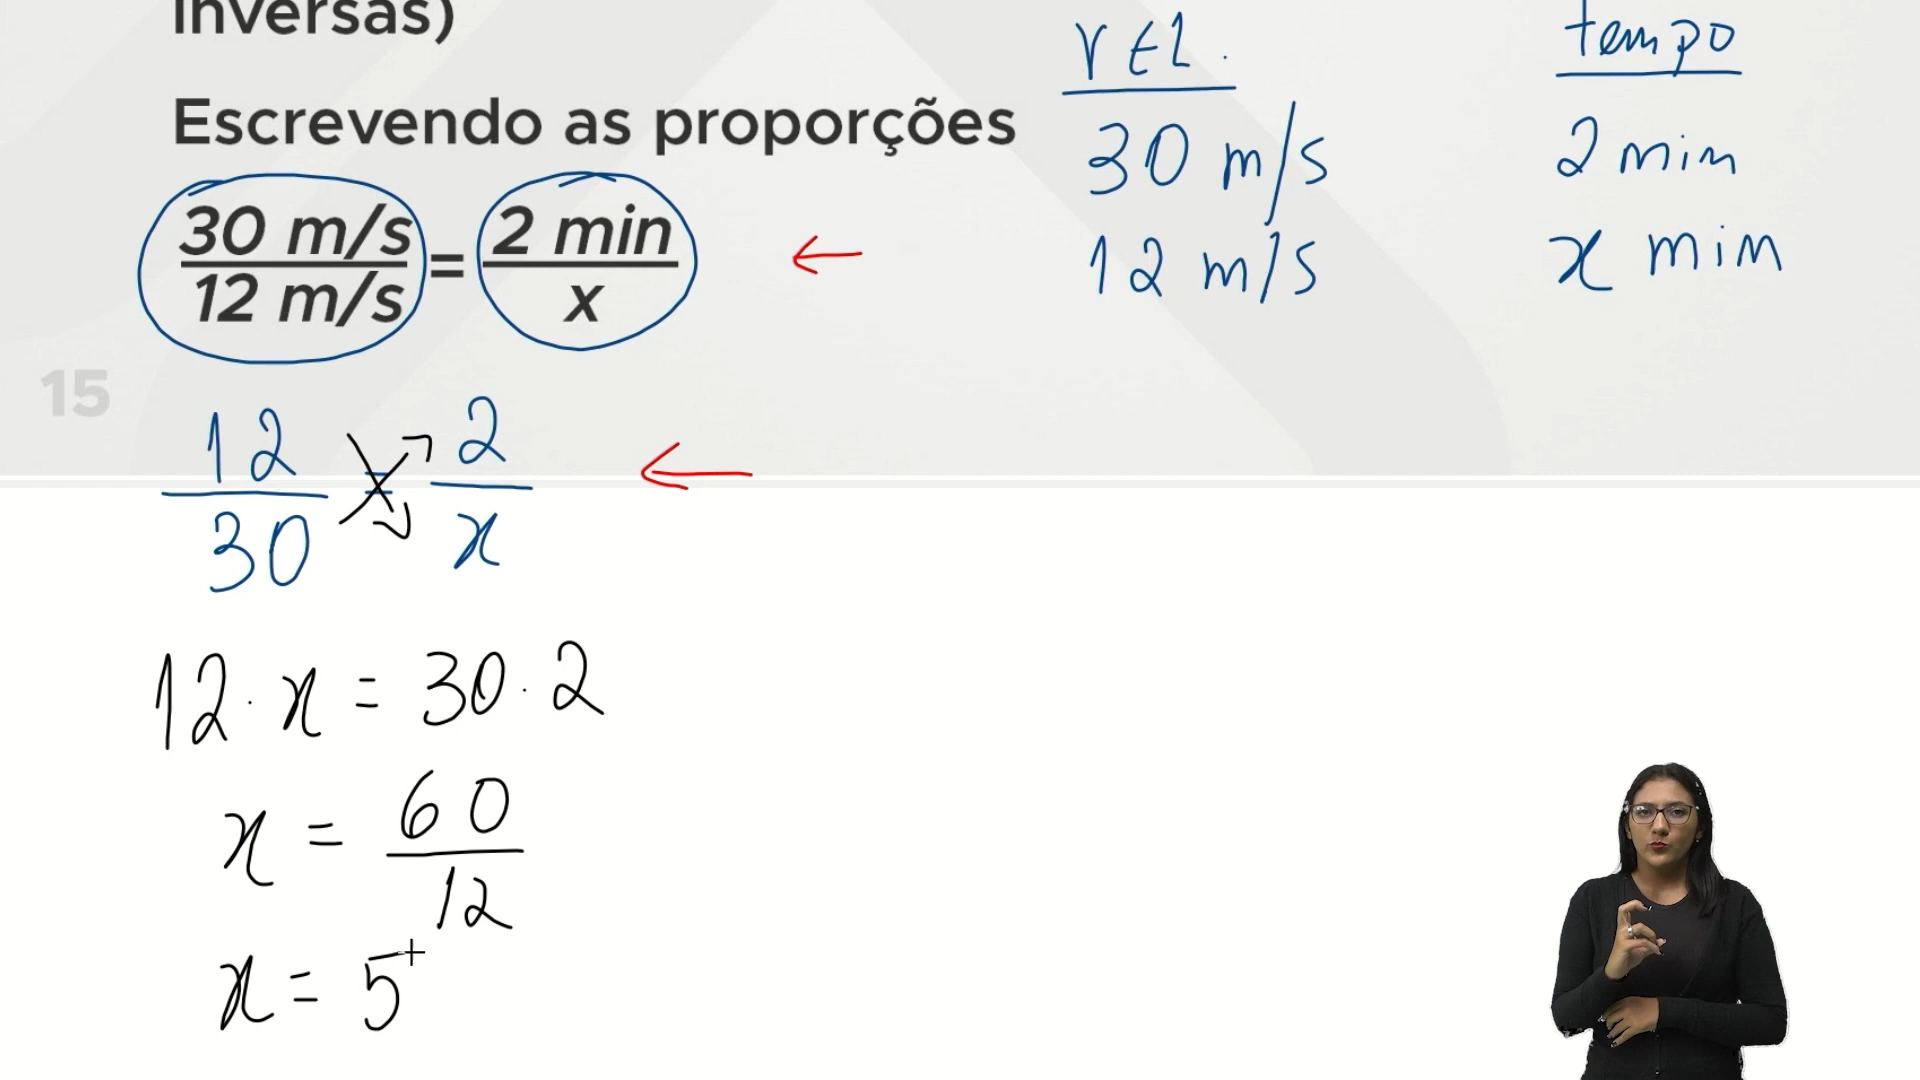 inversas)
Escrevendo as proporções
30 m/s / 12 m/s = 2 min / x
VEL. tempo
30 m/s 2 min
12 m/s x min
15
12/30 = 2/x
12 . x = 30 . 2
x = 60/12
x = 5